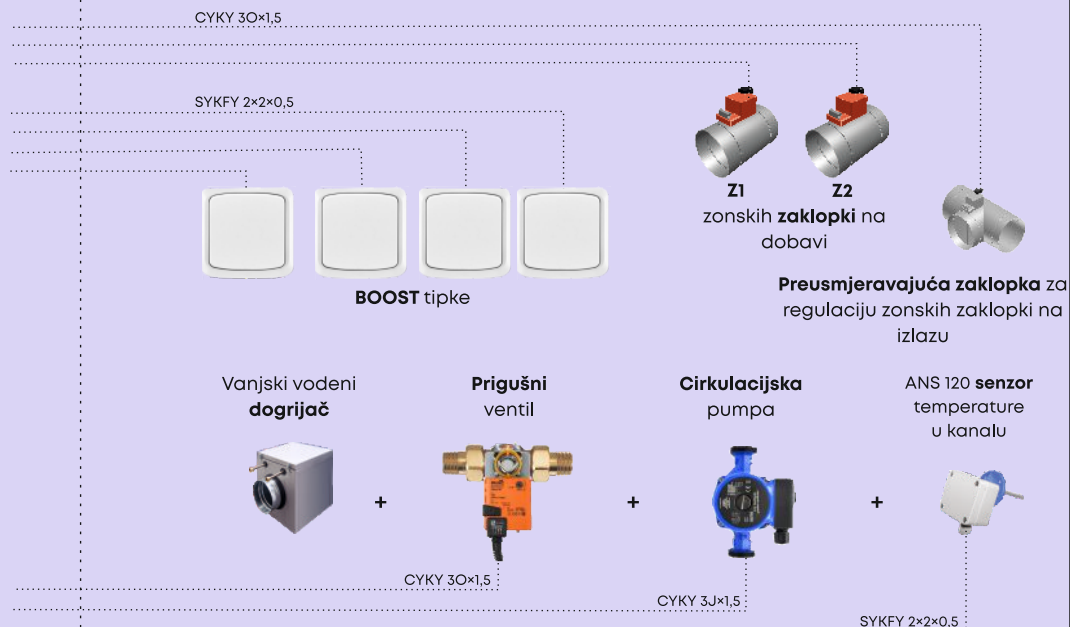 CYKY 3O×1,5
SYKFY 2×2×0,5
Z1
Z2
zonskih zaklopki na
dobavi
BOOST tipke
Preusmjeravajuća zaklopka za
regulaciju zonskih zaklopki na
izlazu
Vanjski vodeni
dogrijač
Prigušni
ventil
Cirkulacijska
pumpa
ANS 120 senzor
temperature
u kanalu
+
+
+
CYKY 3O×1,5
CYKY 3J×1,5
SYKFY 2×2×0,5